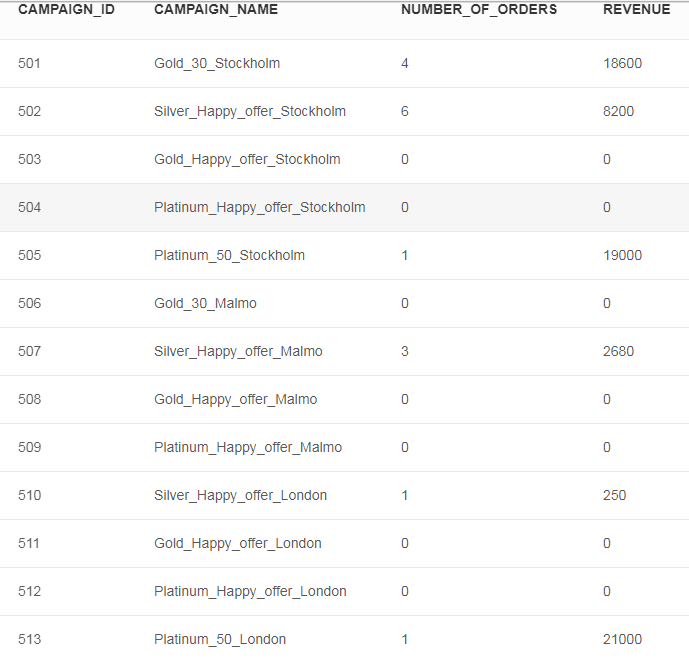 CAMPAIGN_ID CAMPAIGN_NAME NUMBER_OF_ORDERS REVENUE
501 Gold_30_Stockholm 4 18600
502 Silver_Happy_offer_Stockholm 6 8200
503 Gold_Happy_offer_Stockholm 0 0
504 Platinum_Happy_offer_Stockholm 0 0
505 Platinum_50_Stockholm 1 19000
506 Gold_30_Malmo 0 0
507 Silver_Happy_offer_Malmo 3 2680
508 Gold_Happy_offer_Malmo 0 0
509 Platinum_Happy_offer_Malmo 0 0
510 Silver_Happy_offer_London 1 250
511 Gold_Happy_offer_London 0 0
512 Platinum_Happy_offer_London 0 0
513 Platinum_50_London 1 21000